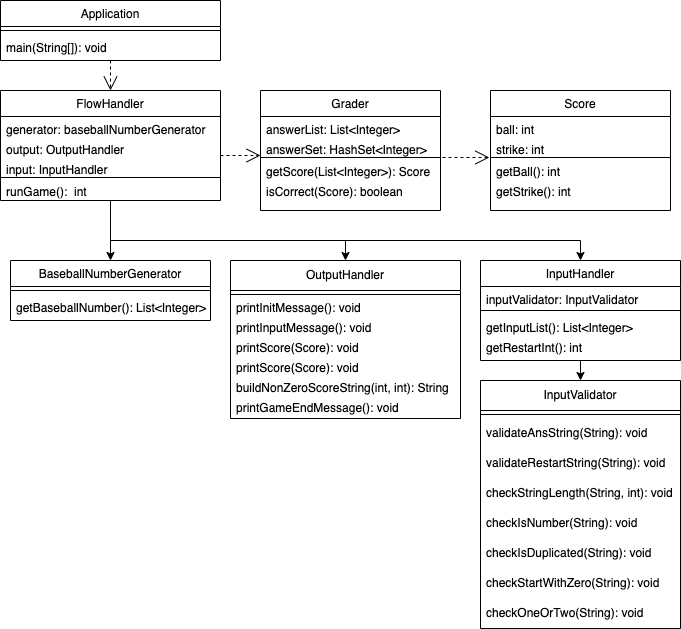 Application
main(String[]): void
FlowHandler
generator: baseballNumberGenerator
output: OutputHandler
input: InputHandler
runGame():  int
Grader
answerList: List<Integer>
answerSet: HashSet<Integer>
getScore(List<Integer>): Score
isCorrect(Score): boolean
Score
ball: int
strike: int
getBall(): int
getStrike(): int
BaseballNumberGenerator
getBaseballNumber(): List<Integer>
OutputHandler
printInitMessage(): void
printInputMessage(): void
printScore(Score): void
printScore(Score): void
buildNonZeroScoreString(int, int): String
printGameEndMessage(): void
InputHandler
inputValidator: InputValidator
getInputList(): List<Integer>
getRestartInt(): int
InputValidator
validateAnsString(String): void
validateRestartString(String): void
checkStringLength(String, int): void
checkIsNumber(String): void
checkIsDuplicated(String): void
checkStartWithZero(String): void
checkOneOrTwo(String): void